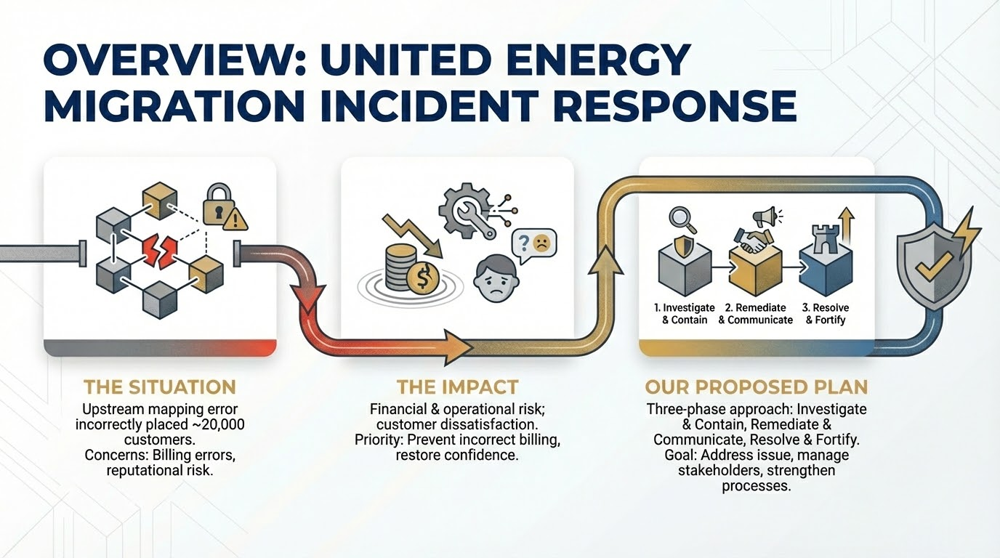 OVERVIEW: UNITED ENERGY
MIGRATION INCIDENT RESPONSE
THE SITUATION
Upstream mapping error
incorrectly placed ~20,000
customers.
Concerns: Billing errors,
reputational risk.
$
?
THE IMPACT
Financial & operational risk;
customer dissatisfaction.
Priority: Prevent incorrect billing,
restore confidence.
1. Investigate
& Contain
2. Remediate
& Communicate
3. Resolve
& Fortify
OUR PROPOSED PLAN
Three-phase approach: Investigate
& Contain, Remediate &
Communicate, Resolve & Fortify.
Goal: Address issue, manage
stakeholders, strengthen
processes.